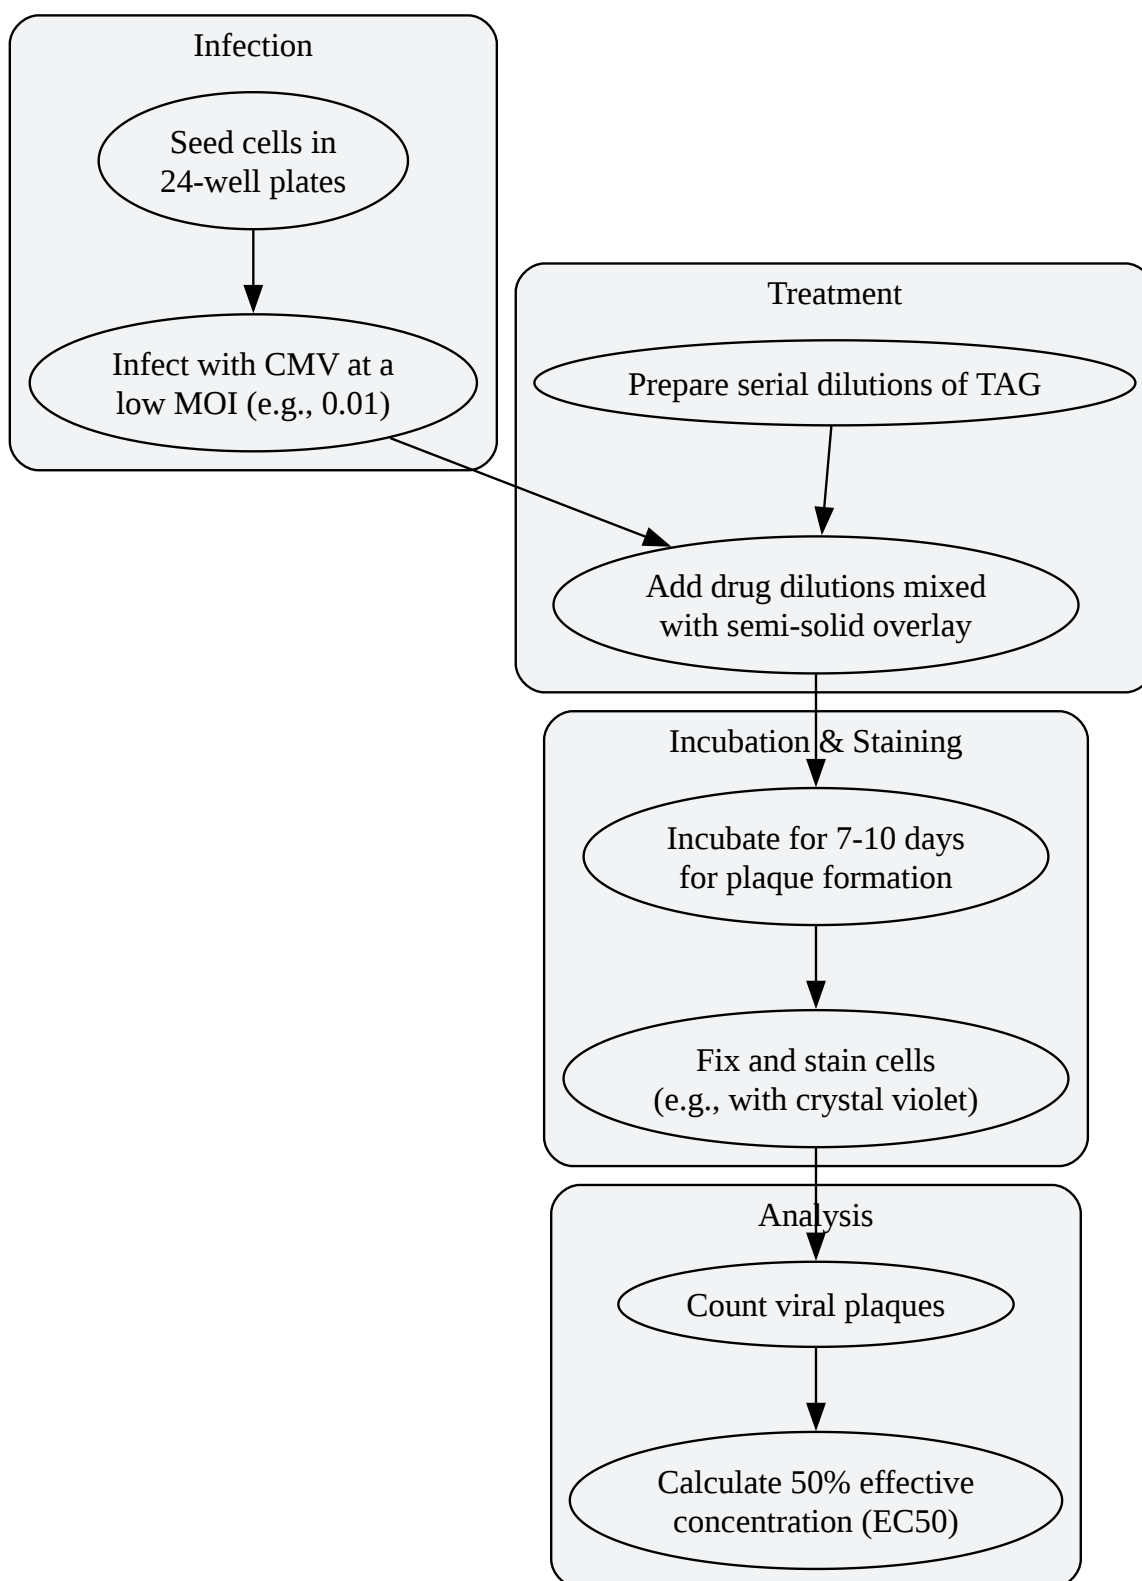 Infection
Seed cells in
24-well plates
Infect with CMV at a
low MOI (e.g., 0.01)
Treatment
Prepare serial dilutions of TAG
Add drug dilutions mixed
with semi-solid overlay
Incubation & Staining
Incubate for 7-10 days
for plaque formation
Fix and stain cells
(e.g., with crystal violet)
Analysis
Count viral plaques
Calculate 50% effective
concentration (EC50)